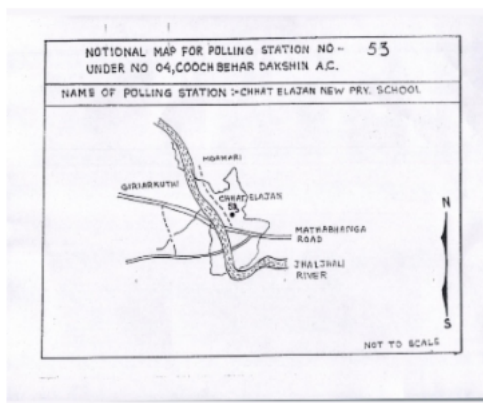 NOTIONAL MAP FOR POLLING STATION NO - 53
UNDER NO 04, COOCH BEHAR DAKSHIN A.C.
NAME OF POLLING STATION :- CHHAT ELAJAN NEW PRY. SCHOOL
GIRIARKUTHI
CHHAT ELAJAN
53
N
MATHABHANGA
ROAD
JHALJHALI
RIVER
S
NOT TO SCALE